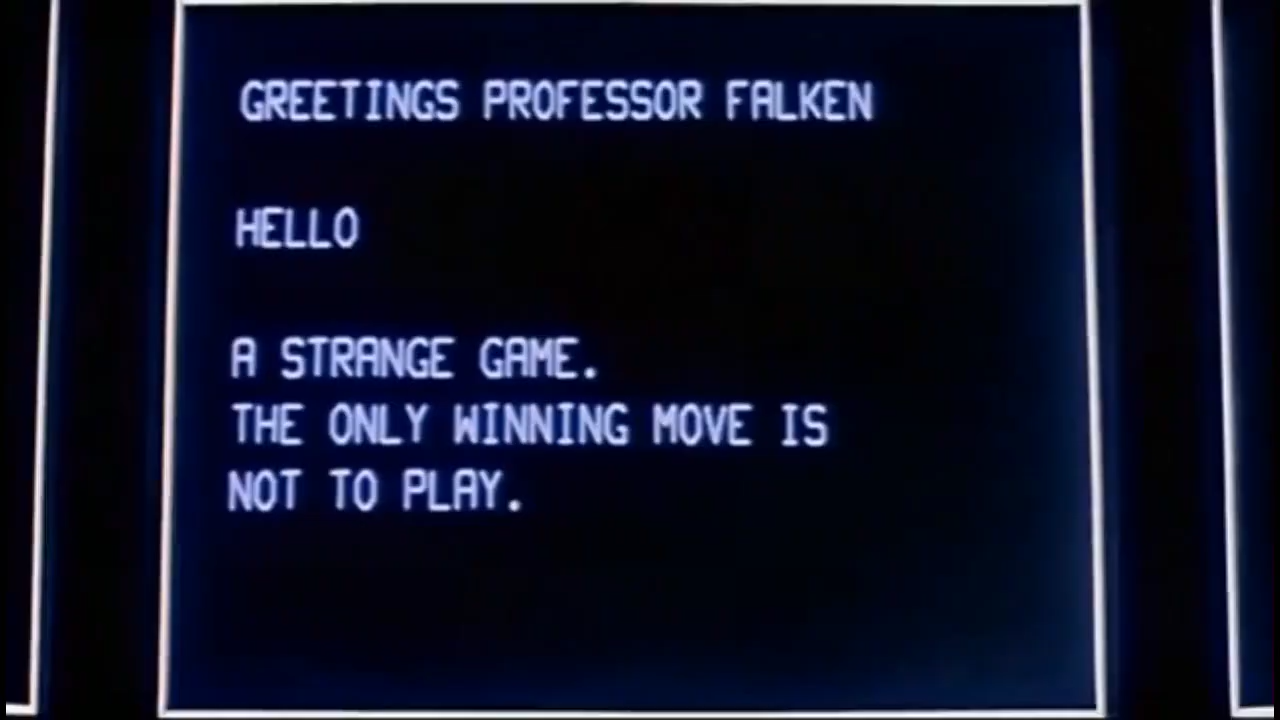 GREETINGS PROFESSOR FALKEN
HELLO
A STRANGE GAME.
THE ONLY WINNING MOVE IS
NOT TO PLAY.